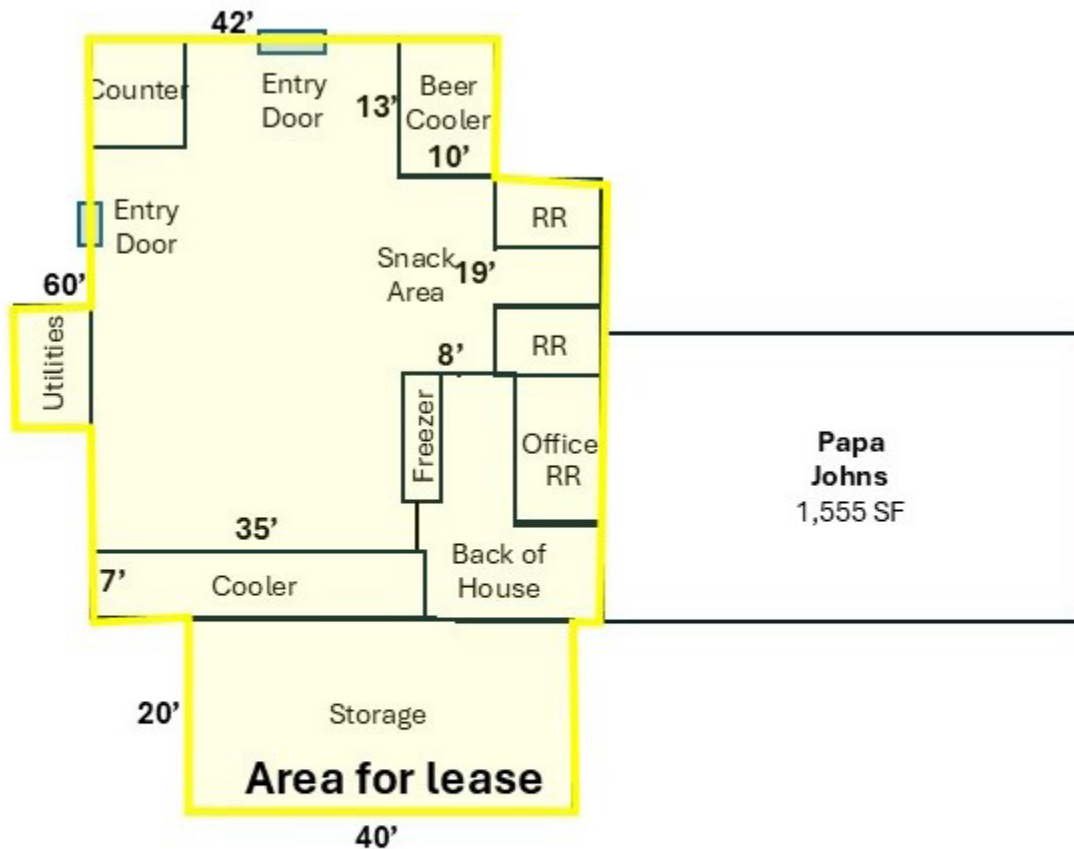 42’
Counter
Entry
Door
13’
Beer
Cooler
10’
Entry
Door
RR
Snack
Area
19’
60’
Utilities
RR
8’
Freezer
Office
RR
Papa
Johns
1,555 SF
35’
Back of
House
7’
Cooler
20’
Storage
Area for lease
40’